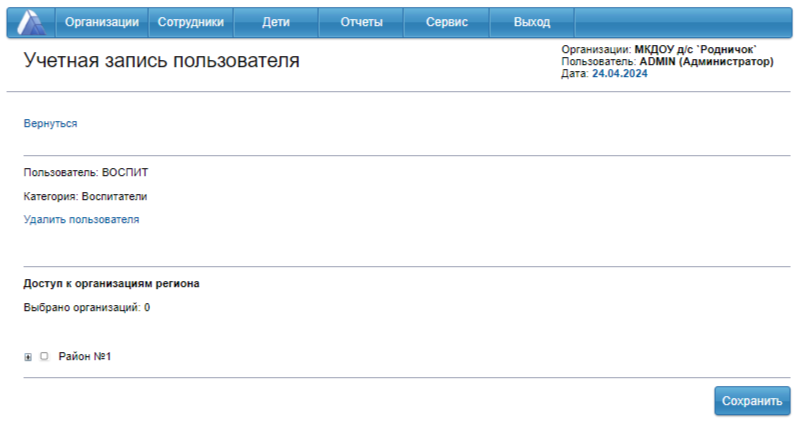 Организации Сотрудники Дети Отчеты Сервис Выход
Учетная запись пользователя
Организации: МКДОУ д/с `Родничок`
Пользователь: ADMIN (Администратор)
Дата: 24.04.2024
Вернуться
Пользователь: ВОСПИТ
Категория: Воспитатели
Удалить пользователя
Доступ к организациям региона
Выбрано организаций: 0
Район №1
Сохранить